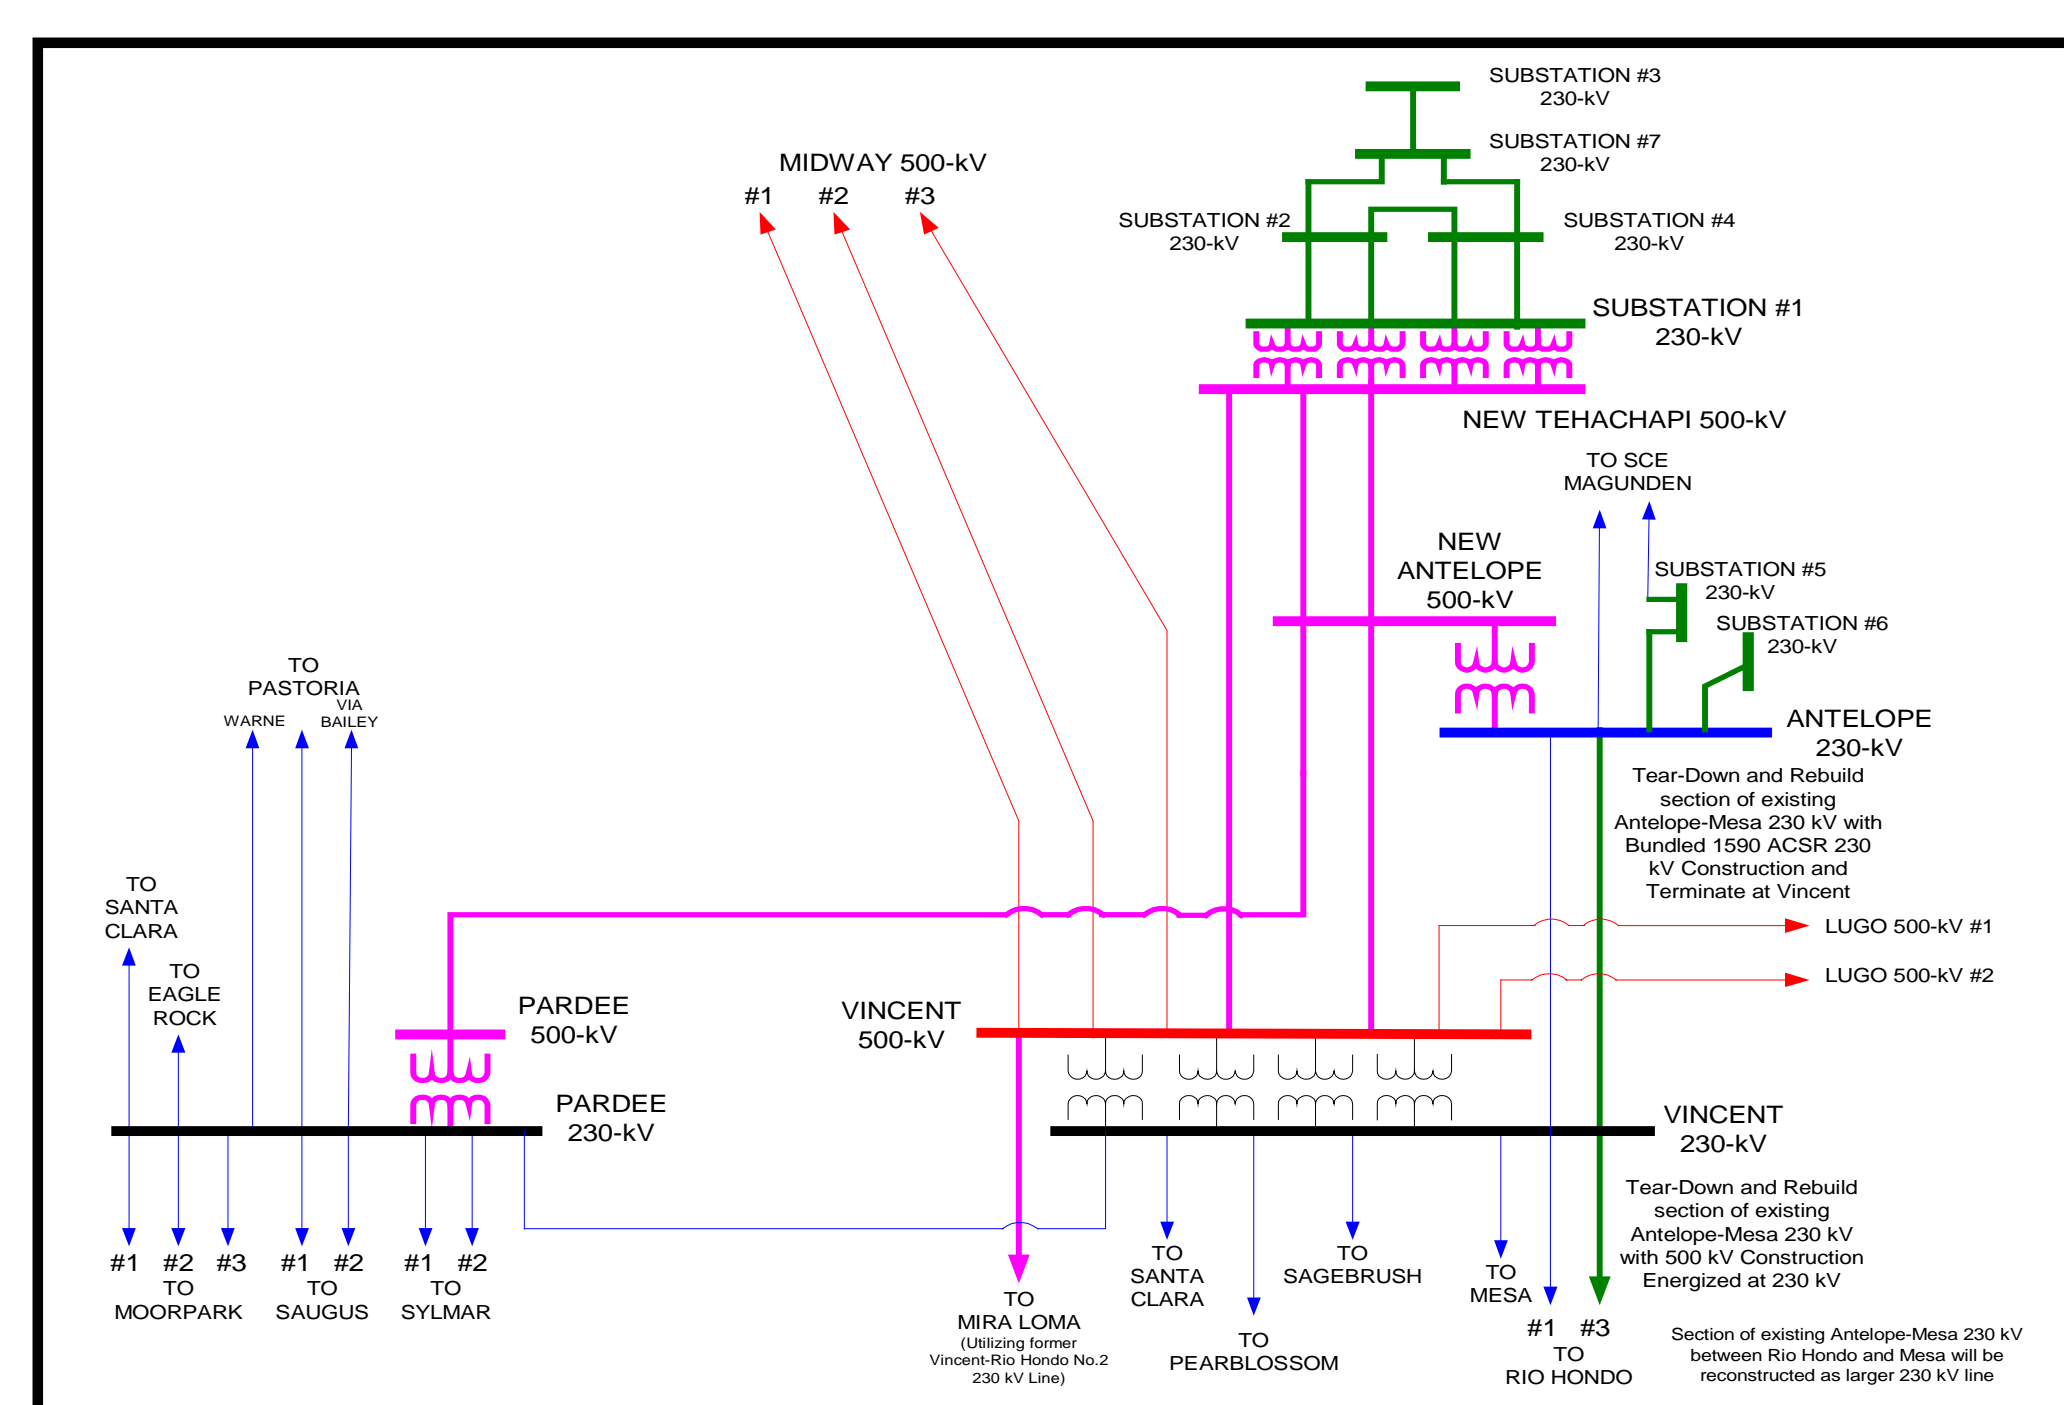 SUBSTATION #3
230-kV
SUBSTATION #7
230-kV
MIDWAY 500-kV
#1 #2 #3
SUBSTATION #2
230-kV
SUBSTATION #4
230-kV
SUBSTATION #1
230-kV
NEW TEHACHAPI 500-kV
TO SCE
MAGUNDEN
NEW
ANTELOPE
500-kV
SUBSTATION #5
230-kV
SUBSTATION #6
230-kV
TO
PASTORIA
WARNE
VIA
BAILEY
ANTELOPE
230-kV
Tear-Down and Rebuild
section of existing
Antelope-Mesa 230 kV with
Bundled 1590 ACSR 230
kV Construction and
Terminate at Vincent
TO
SANTA
CLARA
TO
EAGLE
ROCK
LUGO 500-kV #1
LUGO 500-kV #2
PARDEE
500-kV
VINCENT
500-kV
PARDEE
230-kV
VINCENT
230-kV
Tear-Down and Rebuild
section of existing
Antelope-Mesa 230 kV
with 500 kV Construction
Energized at 230 kV
#1 #2 #3
TO
MOORPARK
#1 #2
TO
SAUGUS
#1 #2
TO
SYLMAR
TO
MIRA LOMA
(Utilizing former
Vincent-Rio Hondo No.2
230 kV Line)
TO
SANTA
CLARA
TO
PEARBLOSSOM
TO
SAGEBRUSH
TO
MESA
#1 #3
TO
RIO HONDO
Section of existing Antelope-Mesa 230 kV
between Rio Hondo and Mesa will be
reconstructed as larger 230 kV line